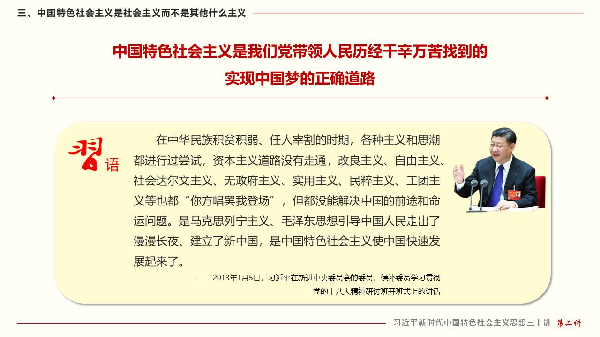 三、中国特色社会主义是社会主义而不是其他什么主义
中国特色社会主义是我们党带领人民历经千辛万苦找到的
实现中国梦的正确道路
習语
在中华民族积贫积弱、任人宰割的时期，各种主义和思潮
都进行过尝试，资本主义道路没有走通，改良主义、自由主义、
社会达尔文主义、无政府主义、实用主义、民粹主义、工团主
义等也都“你方唱罢我登场”，但都没能解决中国的前途和命
运问题。是马克思列宁主义、毛泽东思想引导中国人民走出了
漫漫长夜、建立了新中国，是中国特色社会主义使中国快速发
展起来了。
2013年1月5日，习近平在新进中央委员会的委员、候补委员学习贯彻
党的十八大精神研讨班开班式上的讲话
习近平新时代中国特色社会主义思想三十讲 第二讲